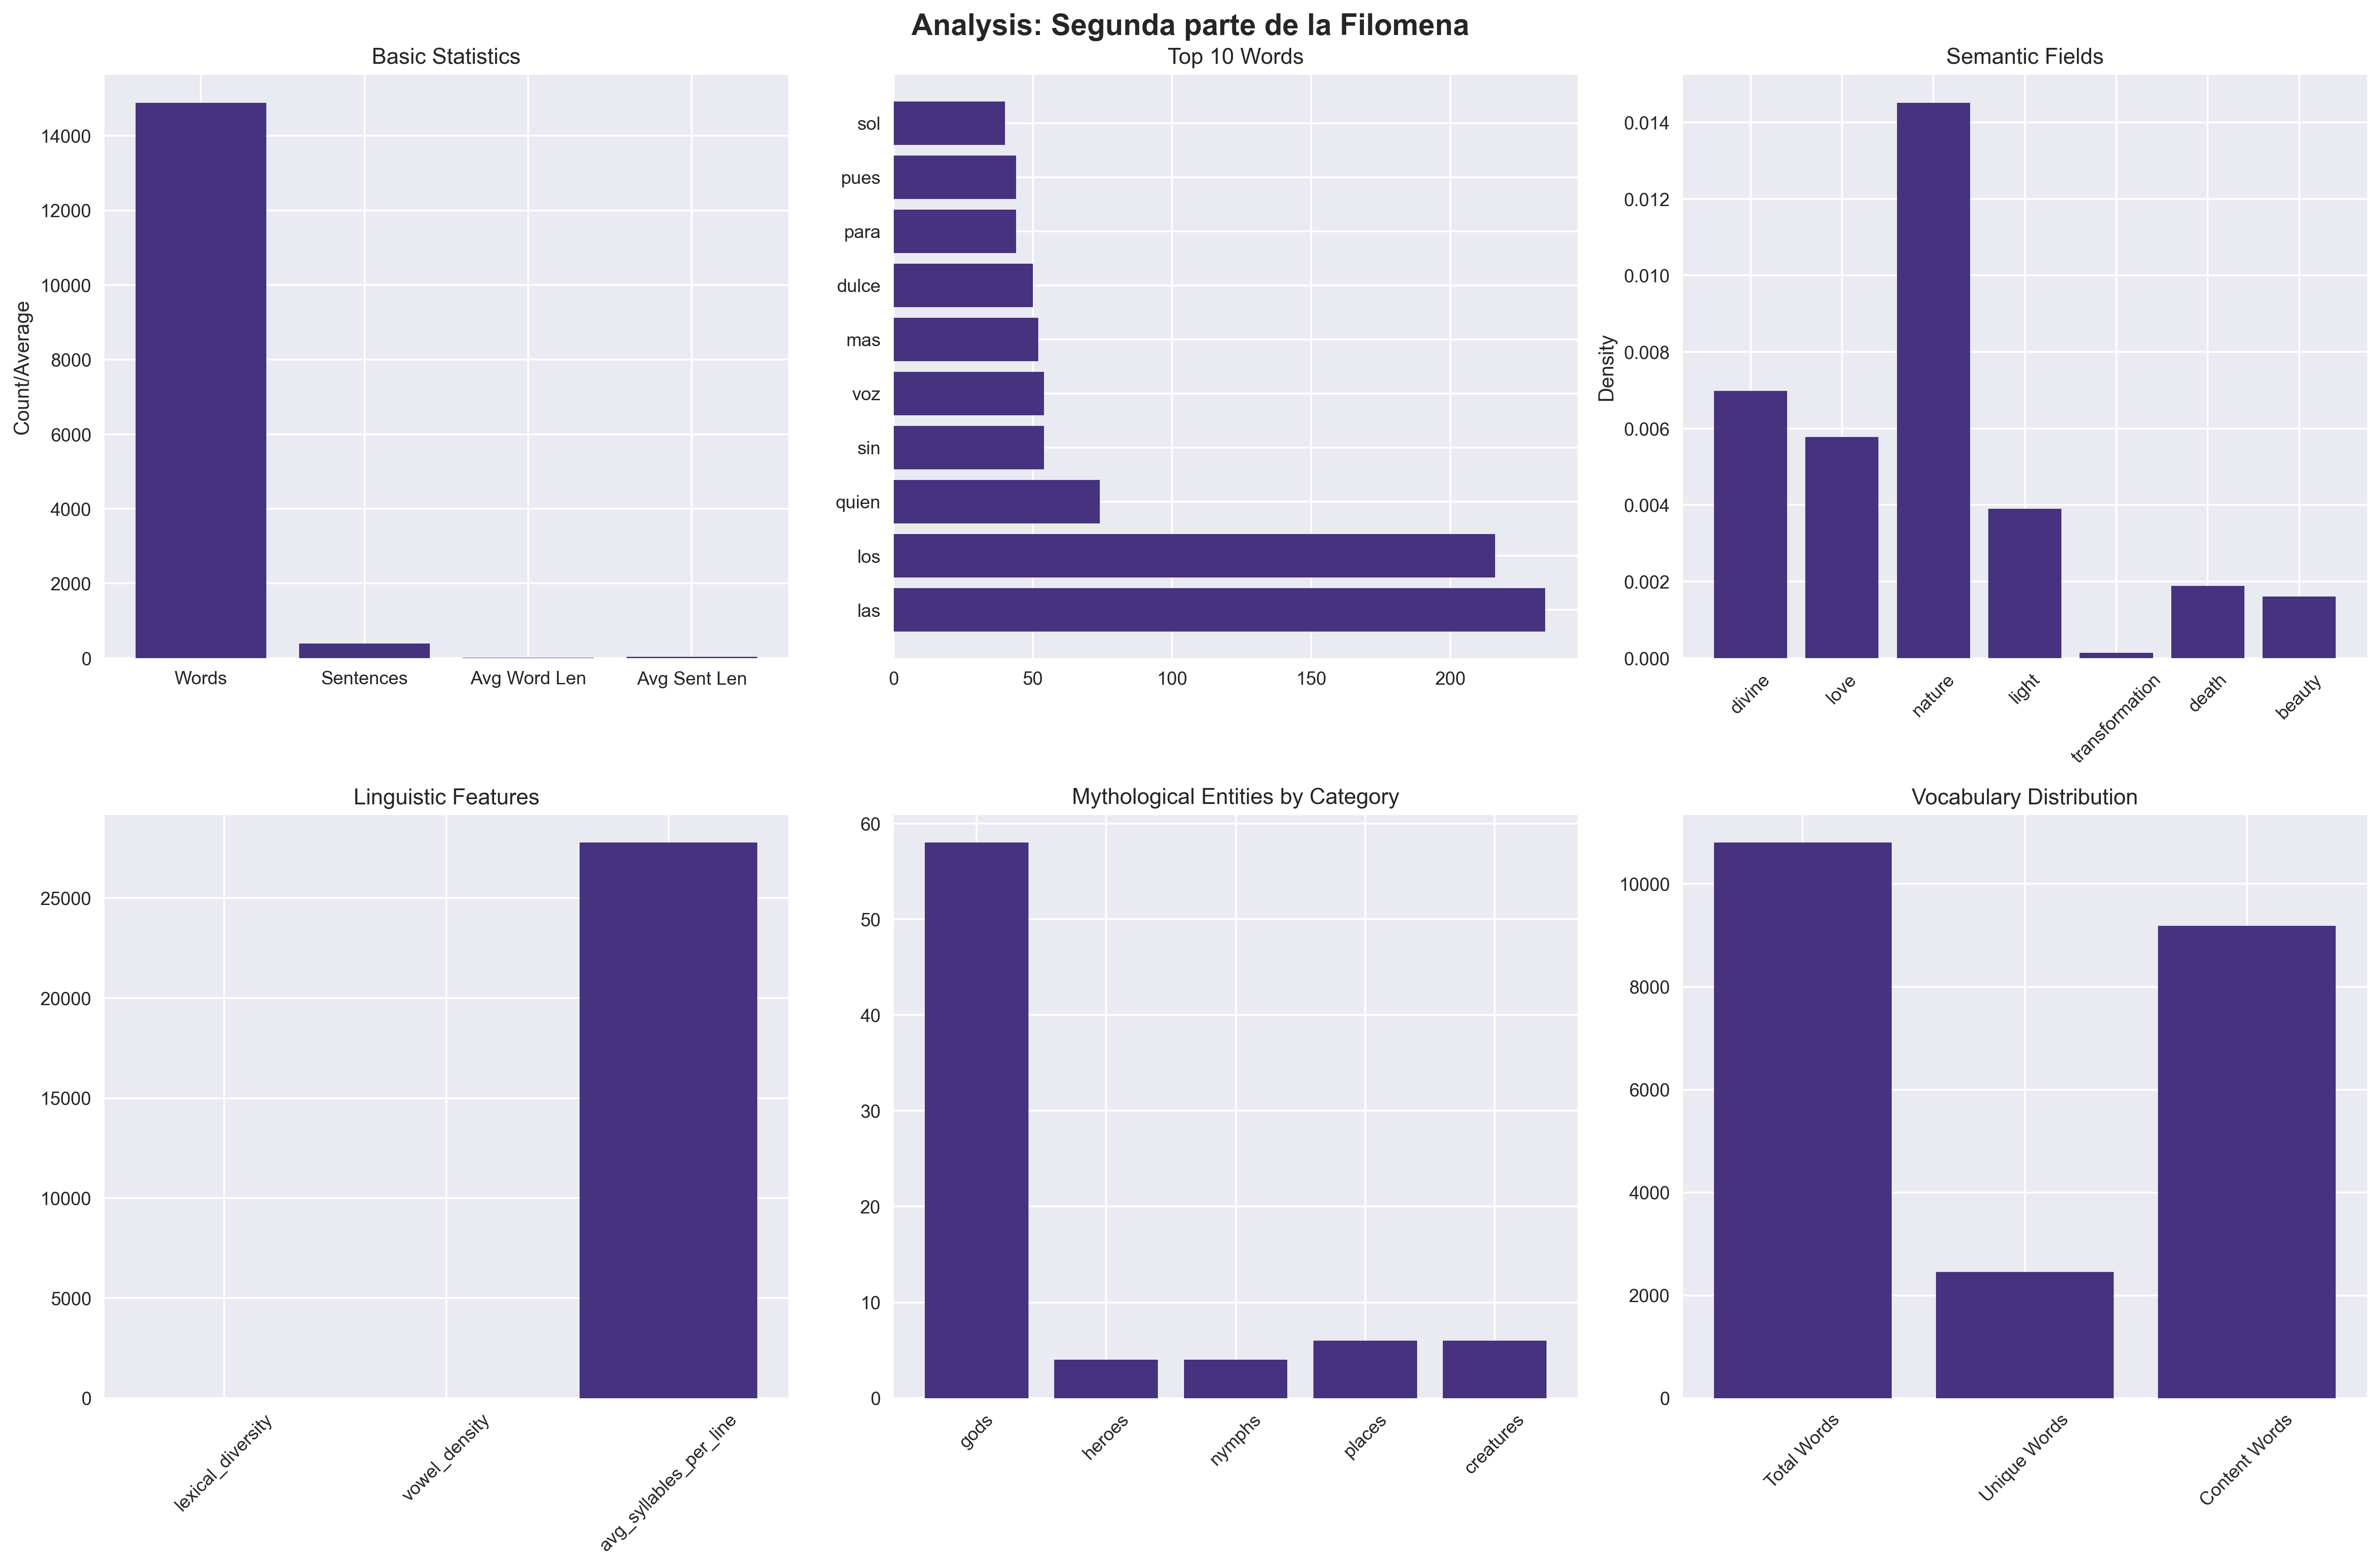 Analysis: Segunda parte de la Filomena
Basic Statistics
Count/Average
14000
12000
10000
8000
6000
4000
2000
0
Words
Sentences
Avg Word Len
Avg Sent Len
Top 10 Words
sol
pues
para
dulce
mas
voz
sin
quien
los
las
0
50
100
150
200
Semantic Fields
Density
0.014
0.012
0.010
0.008
0.006
0.004
0.002
0.000
divine
love
nature
light
transformation
death
beauty
Linguistic Features
25000
20000
15000
10000
5000
0
lexical_diversity
vowel_density
avg_syllables_per_line
Mythological Entities by Category
60
50
40
30
20
10
0
gods
heroes
nymphs
places
creatures
Vocabulary Distribution
10000
8000
6000
4000
2000
0
Total Words
Unique Words
Content Words